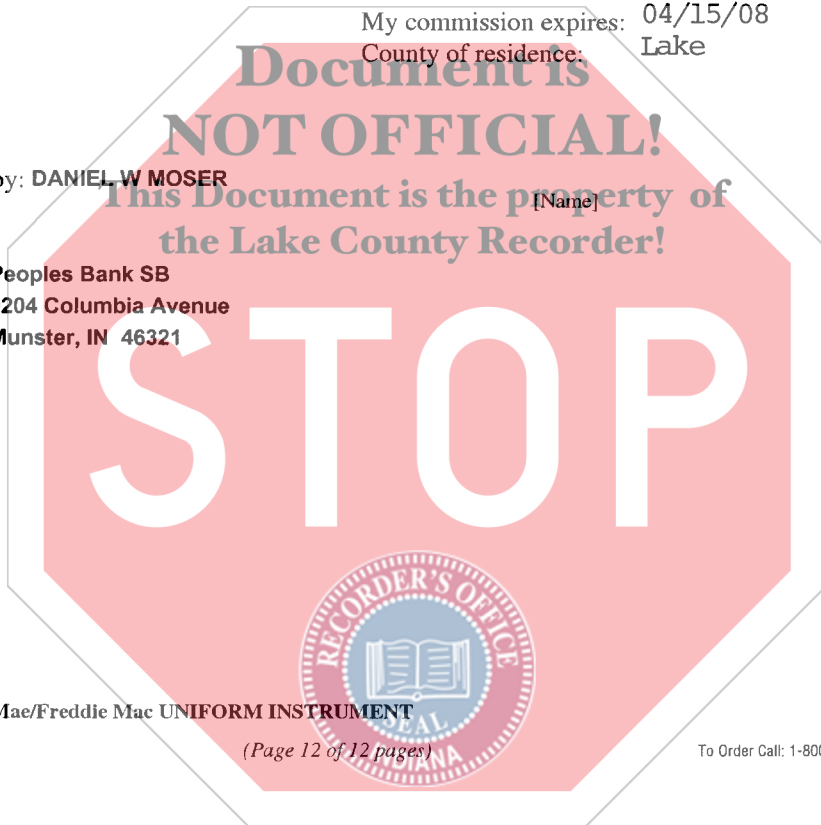 My commission expires: 04/15/08
County of residence: Lake
Document is
NOT OFFICIAL!
by: DANIEL W MOSER
This Document is the property of
[Name]
the Lake County Recorder!
Peoples Bank SB
204 Columbia Avenue
Munster, IN 46321
STOP
RECORDER'S OFFICE
SEAL
INDIANA
Mae/Freddie Mac UNIFORM INSTRUMENT
(Page 12 of 12 pages)
To Order Call: 1-800